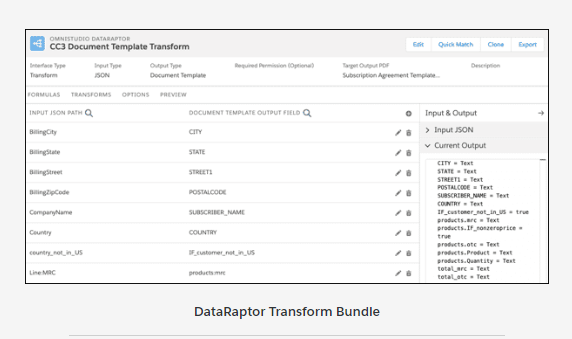 OMNISTUDIO DATARAPTOR
CC3 Document Template Transform
Edit Quick Match Clone Export
Interface Type Input Type Output Type Required Permission (Optional) Target Output PDF Description
Transform JSON Document Template Subscription Agreement Template...
FORMULAS TRANSFORMS OPTIONS PREVIEW
INPUT JSON PATH DOCUMENT TEMPLATE OUTPUT FIELD
BillingCity CITY
BillingState STATE
BillingStreet STREET1
BillingZipCode POSTALCODE
CompanyName SUBSCRIBER_NAME
Country COUNTRY
country_not_in_US IF_customer_not_in_US
Line:MRC products:mrc
Input & Output
Input JSON
Current Output
CITY = Text
STATE = Text
STREET1 = Text
POSTALCODE = Text
SUBSCRIBER_NAME = Text
COUNTRY = Text
IF_customer_not_in_US = true
products.mrc = Text
products.IF_nonzeroprice =
true
products.otc = Text
products.Product = Text
products.Quantity = Text
total_mrc = Text
total_otc = Text
DataRaptor Transform Bundle